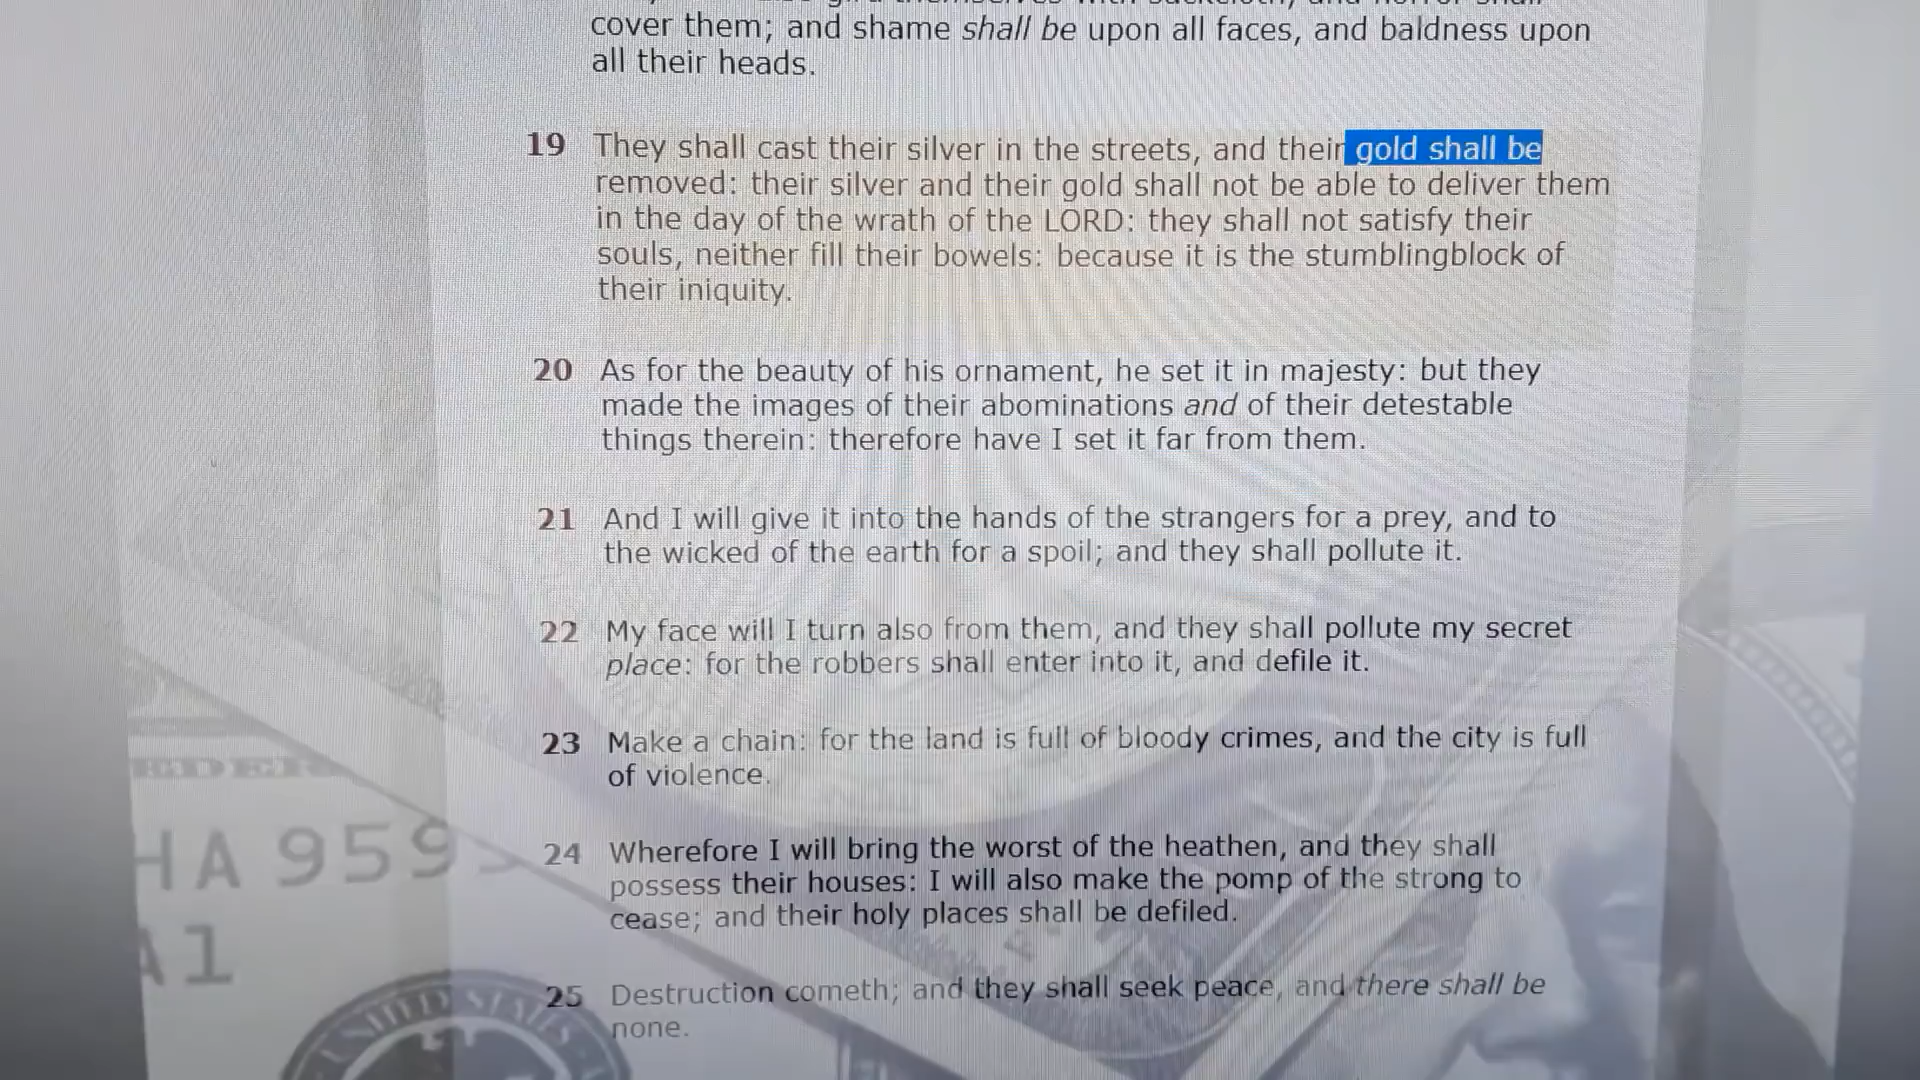 cover them; and shame shall be upon all faces, and baldness upon
all their heads.
19 They shall cast their silver in the streets, and their gold shall be
removed: their silver and their gold shall not be able to deliver them
in the day of the wrath of the LORD: they shall not satisfy their
souls, neither fill their bowels: because it is the stumblingblock of
their iniquity.
20 As for the beauty of his ornament, he set it in majesty: but they
made the images of their abominations and of their detestable
things therein: therefore have I set it far from them.
21 And I will give it into the hands of the strangers for a prey, and to
the wicked of the earth for a spoil; and they shall pollute it.
22 My face will I turn also from them, and they shall pollute my secret
place: for the robbers shall enter into it, and defile it.
23 Make a chain: for the land is full of bloody crimes, and the city is full
of violence.
24 Wherefore I will bring the worst of the heathen, and they shall
possess their houses: I will also make the pomp of the strong to
cease; and their holy places shall be defiled.
25 Destruction cometh; and they shall seek peace, and there shall be
none.
HA 959
A1
UNITED STATES